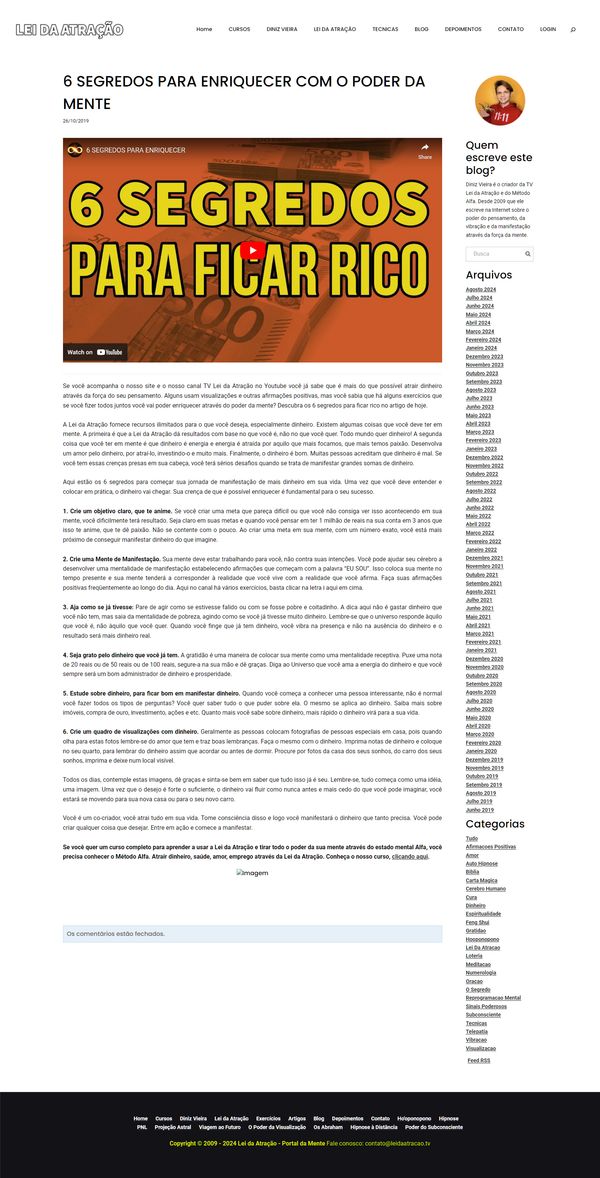 LEI DA ATRAÇÃO
Home CURSOS DINIZ VIEIRA LEI DA ATRAÇÃO TECNICAS BLOG DEPOIMENTOS CONTATO LOGIN
6 SEGREDOS PARA ENRIQUECER COM O PODER DA
MENTE
26/10/2019
6 SEGREDOS PARA ENRIQUECER
Share
6 SEGREDOS
PARA FICAR RICO
Watch on YouTube
Se você acompanha o nosso site e o nosso canal TV Lei da Atração no Youtube você já sabe que é mais do que possível atrair dinheiro
através da força do seu pensamento. Alguns usam visualizações e outras afirmações positivas, mas você sabia que há alguns exercícios que
se você fizer todos juntos você vai poder enriquecer através do poder da mente? Descubra os 6 segredos para ficar rico no artigo de hoje.
A Lei da Atração fornece recursos ilimitados para o que você deseja, especialmente dinheiro. Existem algumas coisas que você deve ter em
mente. A primeira é que a Lei da Atração dá resultados com base no que você é, não no que você quer. Todo mundo quer dinheiro! A segunda
coisa que você ter em mente é que dinheiro é energia e energia é atraída por aquilo que mais focamos, que mais temos paixão. Desenvolva
um amor pelo dinheiro, por atraí-lo, investindo-o e muito mais. Finalmente, o dinheiro é bom. Muitas pessoas acreditam que dinheiro é mal. Se
você tem essas crenças presas em sua cabeça, você terá sérios desafios quando se trata de manifestar grandes somas de dinheiro.
Aqui estão os 6 segredos para começar sua jornada de manifestação de mais dinheiro em sua vida. Uma vez que você deve entender e
colocar em prática, o dinheiro vai chegar. Sua crença de que é possível enriquecer é fundamental para o seu sucesso.
1. Crie um objetivo claro, que te anime. Se você criar uma meta que pareça difícil ou que você não consiga ver isso acontecendo em sua
mente, você dificilmente terá resultado. Seja claro em suas metas e quando você pensar em ter 1 milhão de reais na sua conta em 3 anos que
isso te anime, que te dê paixão. Não se contente com o pouco. Ao criar uma meta em sua mente, com um número exato, você está mais
próximo de conseguir manifestar dinheiro do que imagine.
2. Crie uma Mente de Manifestação. Sua mente deve estar trabalhando para você, não contra suas intenções. Você pode ajudar seu cérebro a
desenvolver uma mentalidade de manifestação estabelecendo afirmações que começam com a palavra "EU SOU". Isso coloca sua mente no
tempo presente e sua mente tenderá a corresponder à realidade que você vive com a realidade que você afirma. Faça suas afirmações
positivas freqüentemente ao longo do dia. Aqui no canal há vários exercícios, basta clicar na letra i aqui em cima.
3. Aja como se já tivesse: Pare de agir como se estivesse falido ou com se fosse pobre e coitadinho. A dica aqui não é gastar dinheiro que
você não tem, mas saia da mentalidade de pobreza, agindo como se você já tivesse muito dinheiro. Lembre-se que o universo responde àquilo
que você é, não àquilo que você quer. Quando você finge que já tem dinheiro, você vibra na presença e não na ausência do dinheiro e o
resultado será mais dinheiro real.
4. Seja grato pelo dinheiro que você já tem. A gratidão é uma maneira de colocar sua mente como uma mentalidade receptiva. Puxe uma nota
de 20 reais ou de 50 reais ou de 100 reais, segure-a na sua mão e dê graças. Diga ao Universo que você ama a energia do dinheiro e que você
sempre será um bom administrador de dinheiro e prosperidade.
5. Estude sobre dinheiro, para ficar bom em manifestar dinheiro. Quando você começa a conhecer uma pessoa interessante, não é normal
você fazer todos os tipos de perguntas? Você quer saber tudo o que puder sobre ela. O mesmo se aplica ao dinheiro. Saiba mais sobre
imóveis, compra de ouro, investimento, ações e etc. Quanto mais você sabe sobre dinheiro, mais rápido o dinheiro virá para a sua vida.
6. Crie um quadro de visualizações com dinheiro. Geralmente as pessoas colocam fotografias de pessoas especiais em casa, pois quando
olha para estas fotos lembre-se do amor que tem e traz boas lembranças. Faça o mesmo com o dinheiro. Imprima notas de dinheiro e coloque
no seu quarto, para lembrar do dinheiro assim que acordar ou antes de dormir. Procure por fotos da casa dos seus sonhos, do carro dos seus
sonhos, imprima e deixe num local visível.
Todos os dias, contemple estas imagens, dê graças e sinta-se bem em saber que tudo isso já é seu. Lembre-se, tudo começa como uma idéia,
uma imagem. Uma vez que o desejo é forte o suficiente, o dinheiro vai fluir como nunca antes e mais cedo do que você pode imaginar, você
estará se movendo para sua nova casa ou para o seu novo carro.
Você é um co-criador, você atrai tudo em sua vida. Tome consciência disso e logo você manifestará o dinheiro que tanto precisa. Você pode
criar qualquer coisa que desejar. Entre em ação e comece a manifestar.
Se você quer um curso completo para aprender a usar a Lei da Atração e tirar todo o poder da sua mente através do estado mental Alfa, você
precisa conhecer o Método Alfa. Atrair dinheiro, saúde, amor, emprego através da Lei da Atração. Conheça o nosso curso, clicando aqui.
Imagem
Os comentários estão fechados.
11:11
Quem
escreve este
blog?
Diniz Vieira é o criador da TV
Lei da Atração e do Método
Alfa. Desde 2009 que ele
escreve na Internet sobre o
poder do pensamento, da
vibração e da manifestação
através da força da mente.
Busca
Arquivos
Agosto 2024
Julho 2024
Junho 2024
Maio 2024
Abril 2024
Março 2024
Fevereiro 2024
Janeiro 2024
Dezembro 2023
Novembro 2023
Outubro 2023
Setembro 2023
Agosto 2023
Julho 2023
Junho 2023
Maio 2023
Abril 2023
Março 2023
Fevereiro 2023
Janeiro 2023
Dezembro 2022
Novembro 2022
Outubro 2022
Setembro 2022
Agosto 2022
Julho 2022
Junho 2022
Maio 2022
Abril 2022
Março 2022
Fevereiro 2022
Janeiro 2022
Dezembro 2021
Novembro 2021
Outubro 2021
Setembro 2021
Agosto 2021
Julho 2021
Junho 2021
Maio 2021
Abril 2021
Março 2021
Fevereiro 2021
Janeiro 2021
Dezembro 2020
Novembro 2020
Outubro 2020
Setembro 2020
Agosto 2020
Julho 2020
Junho 2020
Maio 2020
Abril 2020
Março 2020
Fevereiro 2020
Janeiro 2020
Dezembro 2019
Novembro 2019
Outubro 2019
Setembro 2019
Agosto 2019
Julho 2019
Junho 2019
Categorias
Tudo
Afirmacoes Positivas
Amor
Auto Hipnose
Biblia
Carta Magica
Cerebro Humano
Cura
Dinheiro
Espiritualidade
Feng Shui
Gratidao
Hooponopono
Lei Da Atracao
Loteria
Meditacao
Numerologia
Oracao
O Segredo
Reprogramacao Mental
Sinais Poderosos
Subconsciente
Tecnicas
Telepatia
Vibracao
Visualizacao
Feed RSS
Home Cursos Diniz Vieira Lei da Atração Exercícios Artigos Blog Depoimentos Contato Ho'oponopono Hipnose
PNL Projeção Astral Viagem ao Futuro O Poder da Visualização Os Abraham Hipnose à Distância Poder do Subconsciente
Copyright © 2009 - 2024 Lei da Atração - Portal da Mente Fale conosco: contato@leidaatracao.tv